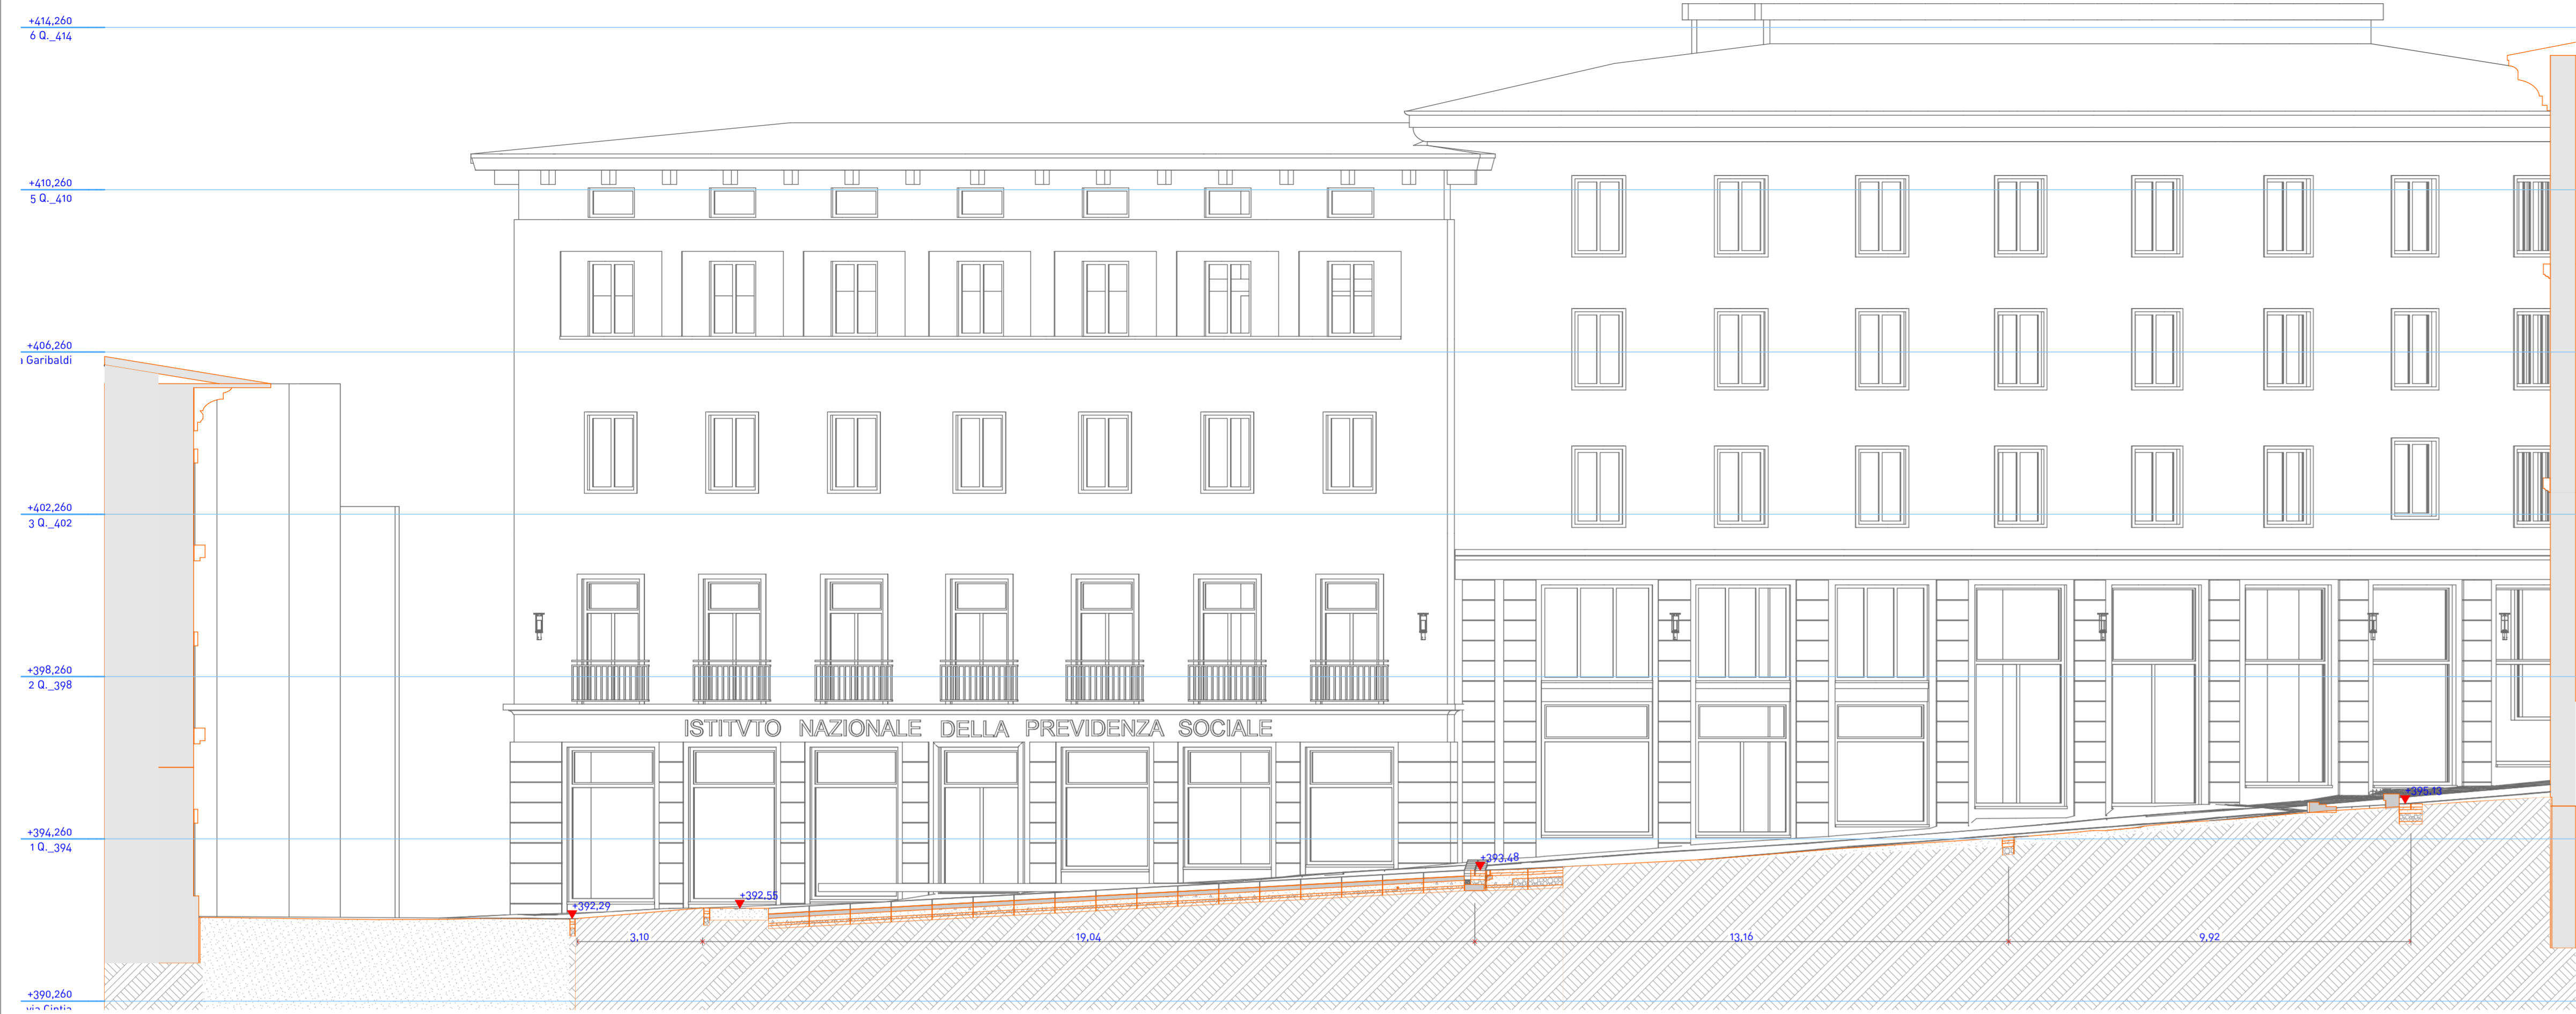 +414,260
6 Q._414
+410,260
5 Q._410
+406,260
Garibaldi
+402,260
3 Q._402
+398,260
2 Q._398
ISTITVTO NAZIONALE DELLA PREVIDENZA SOCIALE
+395,13
+394,260
1 Q._394
+393,48
+392,55
+392,29
3,10
19,04
13,16
9,92
+390,260
via Cintia